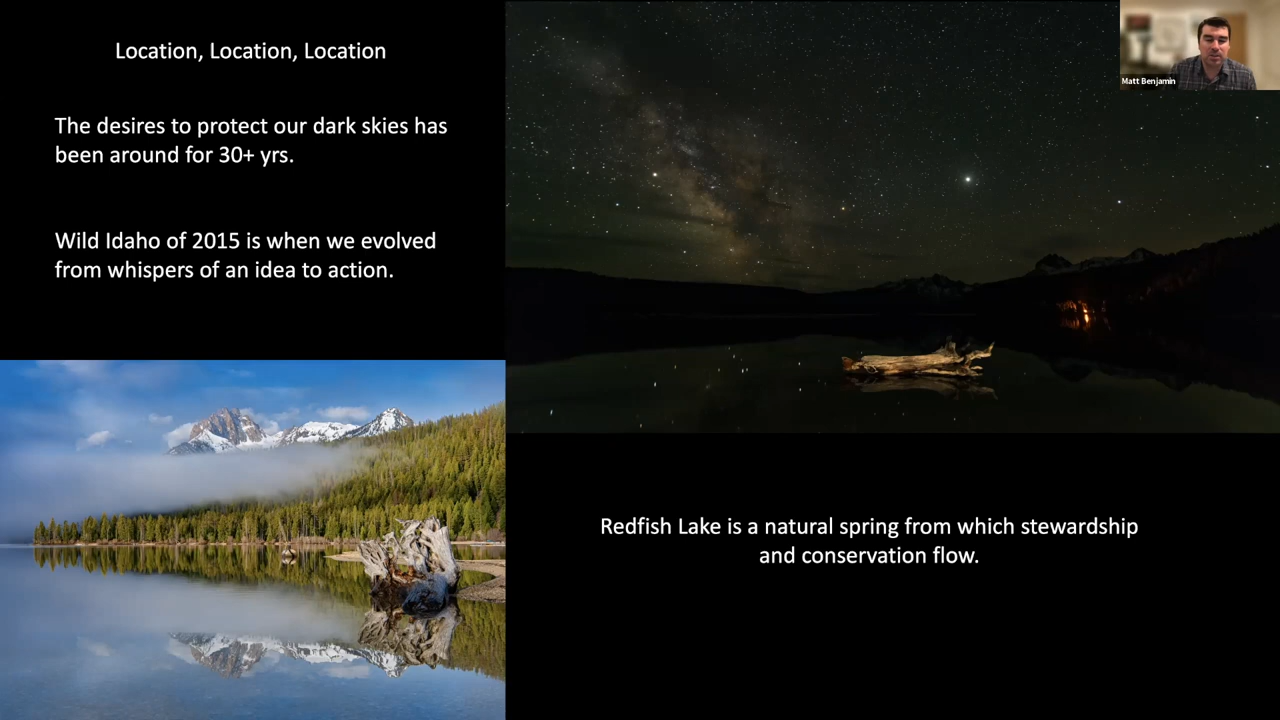 Location, Location, Location
The desires to protect our dark skies has
been around for 30+ yrs.
Wild Idaho of 2015 is when we evolved
from whispers of an idea to action.
Matt Benjamin
Redfish Lake is a natural spring from which stewardship
and conservation flow.